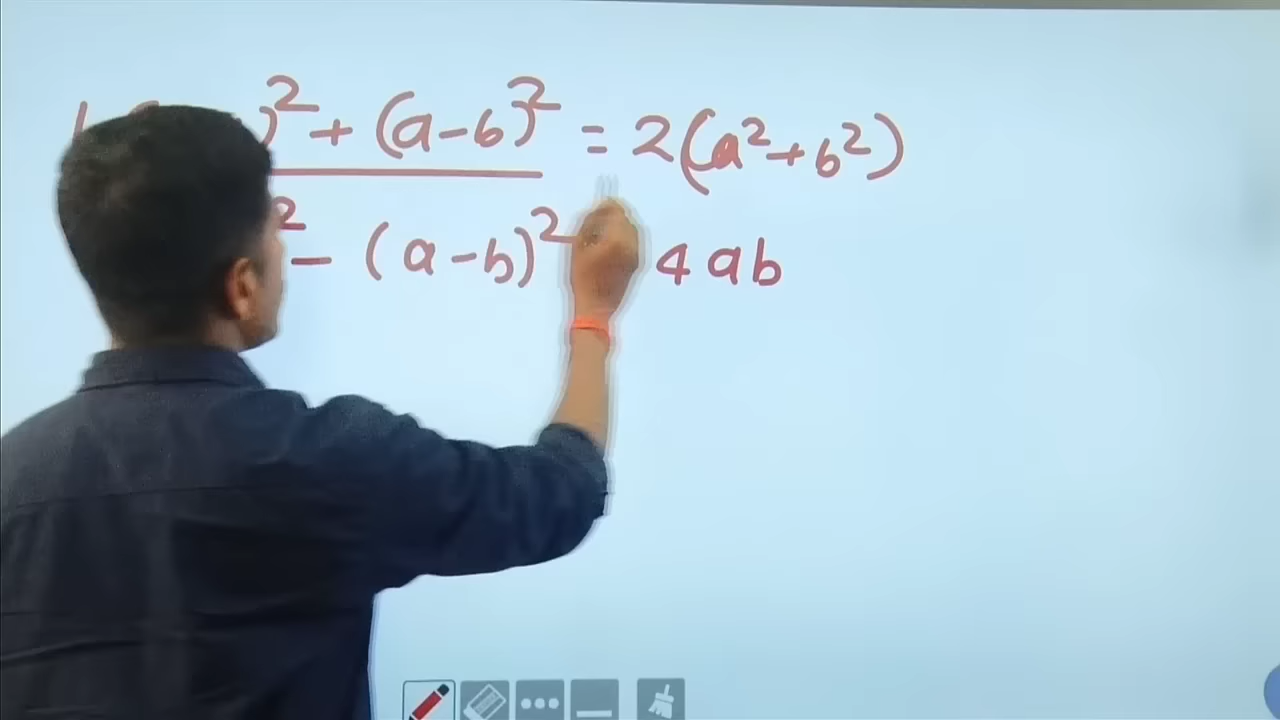 )² + (a-b)² = 2(a²+b²)
² - (a-b)² 4ab